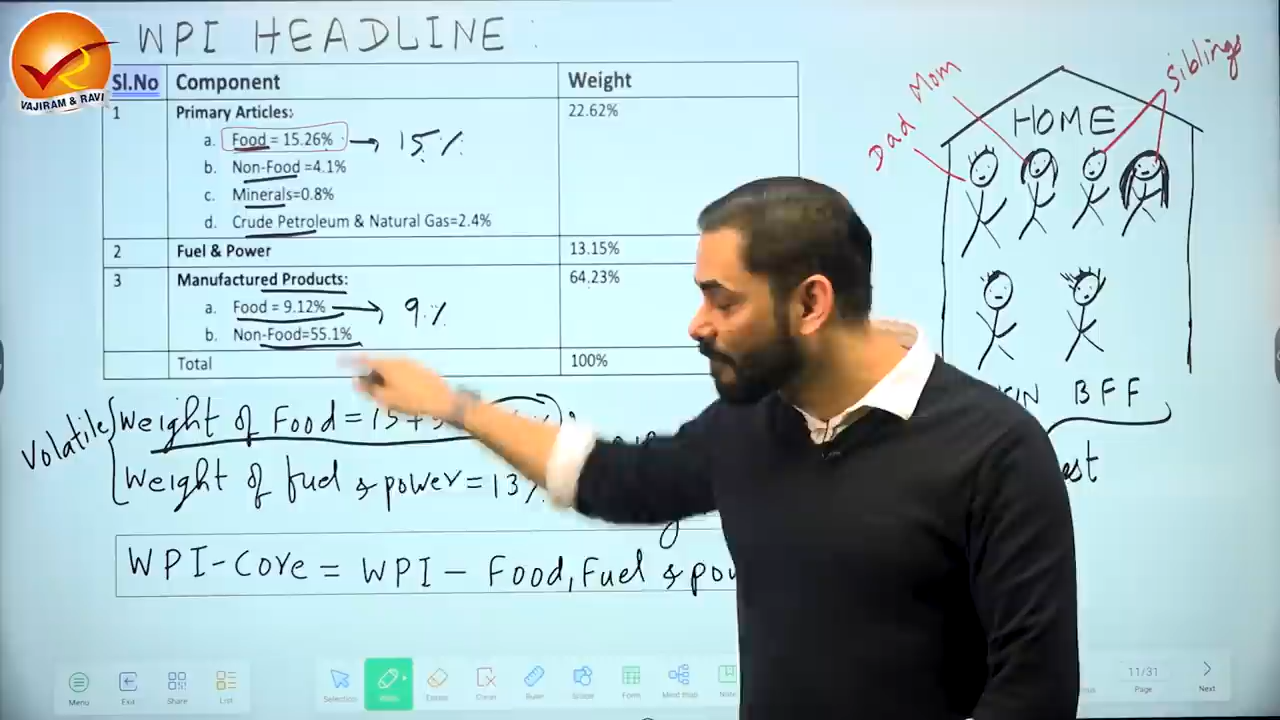 WPI HEADLINE :
VAJIRAM & RAVI
Sl.No Component Weight
1 Primary Articles: 22.62%
a. Food = 15.26% → 15%
b. Non-Food =4.1%
c. Minerals=0.8%
d. Crude Petroleum & Natural Gas=2.4%
2 Fuel & Power 13.15%
3 Manufactured Products: 64.23%
a. Food = 9.12% → 9%
b. Non-Food=55.1%
Total 100%
Volatile
Weight of Food = 15 +
Weight of fuel & power = 13%
WPI-Core = WPI - Food, Fuel &
Dad
Mom
Siblings
HOME
BFF
Menu
Exit
Share
List
Selection
Eraser
Clean
Ruler
Shape
Form
Mind map
Note
11/31
Page
Next